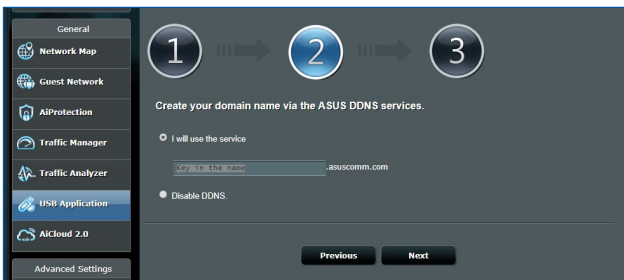 General
Network Map
Guest Network
AiProtection
Traffic Manager
Traffic Analyzer
USB Application
AiCloud 2.0
Advanced Settings
1
2
3
Create your domain name via the ASUS DDNS services.
I will use the service
Key in the name .asuscomm.com
Disable DDNS.
Previous
Next